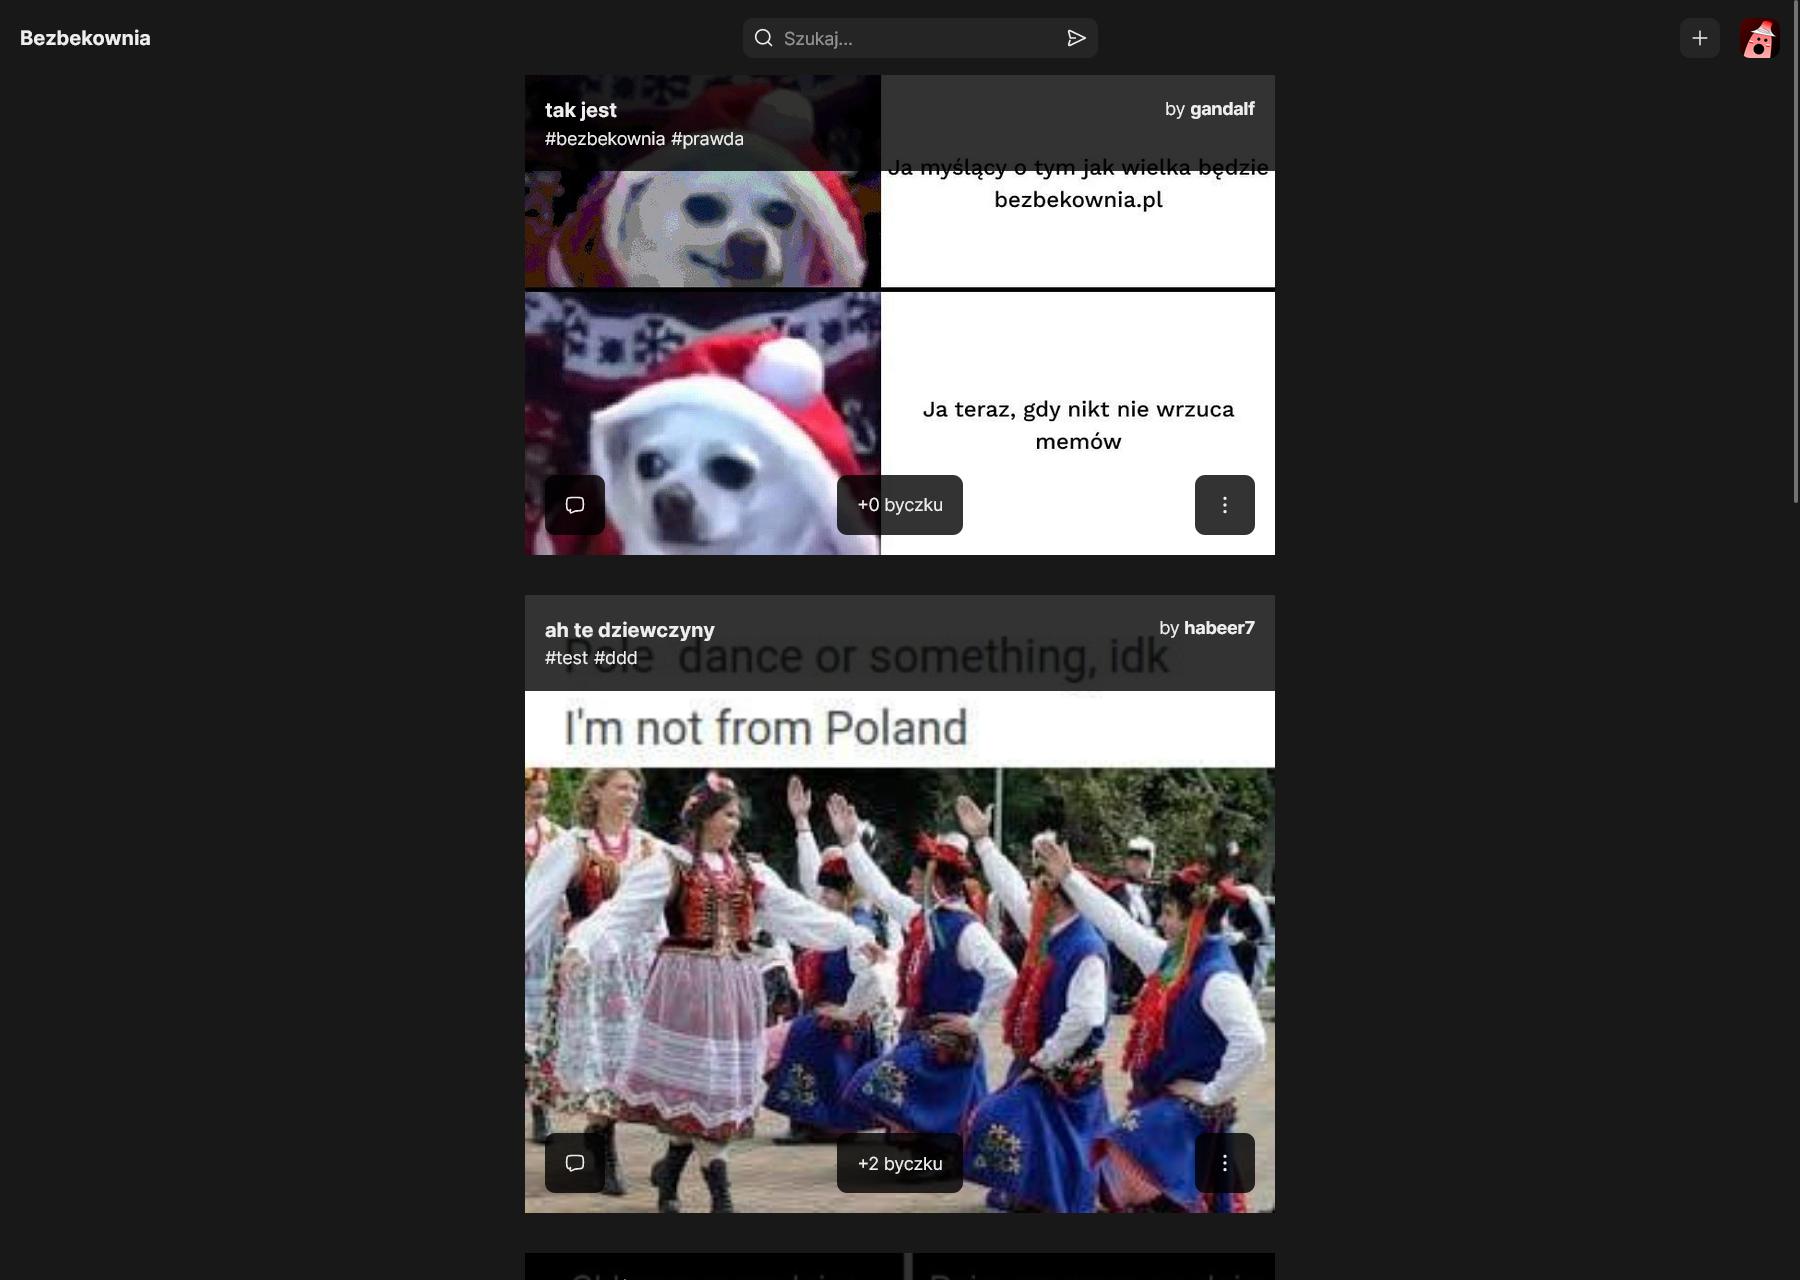 Bezbekownia
Szukaj...
tak jest
by gandalf
#bezbekownia #prawda
Ja myślący o tym jak wielka będzie
bezbekownia.pl
Ja teraz, gdy nikt nie wrzuca
memów
+0 byczku
ah te dziewczyny
by habeer7
#test #ddd
Pole dance or something, idk
I'm not from Poland
+2 byczku